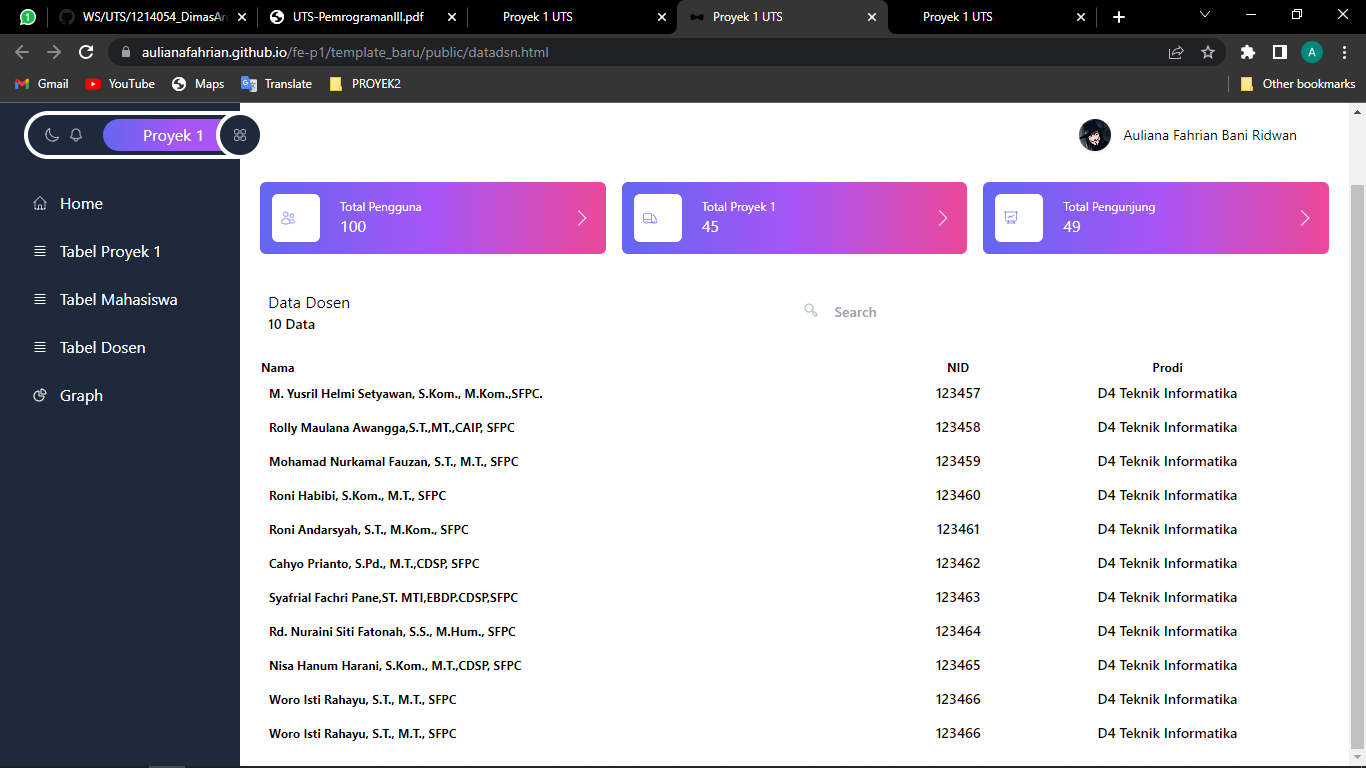 1 WS/UTS/1214054_DimasAr UTS-PemrogramanIII.pdf Proyek 1 UTS Proyek 1 UTS Proyek 1 UTS
aulianafahrian.github.io/fe-p1/template_baru/public/datadsn.html A
Gmail YouTube Maps Translate PROYEK2 Other bookmarks
Proyek 1
Auliana Fahrian Bani Ridwan
Home
Tabel Proyek 1
Tabel Mahasiswa
Tabel Dosen
Graph
Total Pengguna
100
Total Proyek 1
45
Total Pengunjung
49
Data Dosen
10 Data
Search
Nama NID Prodi
M. Yusril Helmi Setyawan, S.Kom., M.Kom.,SFPC. 123457 D4 Teknik Informatika
Rolly Maulana Awangga,S.T.,MT.,CAIP, SFPC 123458 D4 Teknik Informatika
Mohamad Nurkamal Fauzan, S.T., M.T., SFPC 123459 D4 Teknik Informatika
Roni Habibi, S.Kom., M.T., SFPC 123460 D4 Teknik Informatika
Roni Andarsyah, S.T., M.Kom., SFPC 123461 D4 Teknik Informatika
Cahyo Prianto, S.Pd., M.T.,CDSP, SFPC 123462 D4 Teknik Informatika
Syafrial Fachri Pane,ST. MTI,EBDP.CDSP,SFPC 123463 D4 Teknik Informatika
Rd. Nuraini Siti Fatonah, S.S., M.Hum., SFPC 123464 D4 Teknik Informatika
Nisa Hanum Harani, S.Kom., M.T.,CDSP, SFPC 123465 D4 Teknik Informatika
Woro Isti Rahayu, S.T., M.T., SFPC 123466 D4 Teknik Informatika
Woro Isti Rahayu, S.T., M.T., SFPC 123466 D4 Teknik Informatika